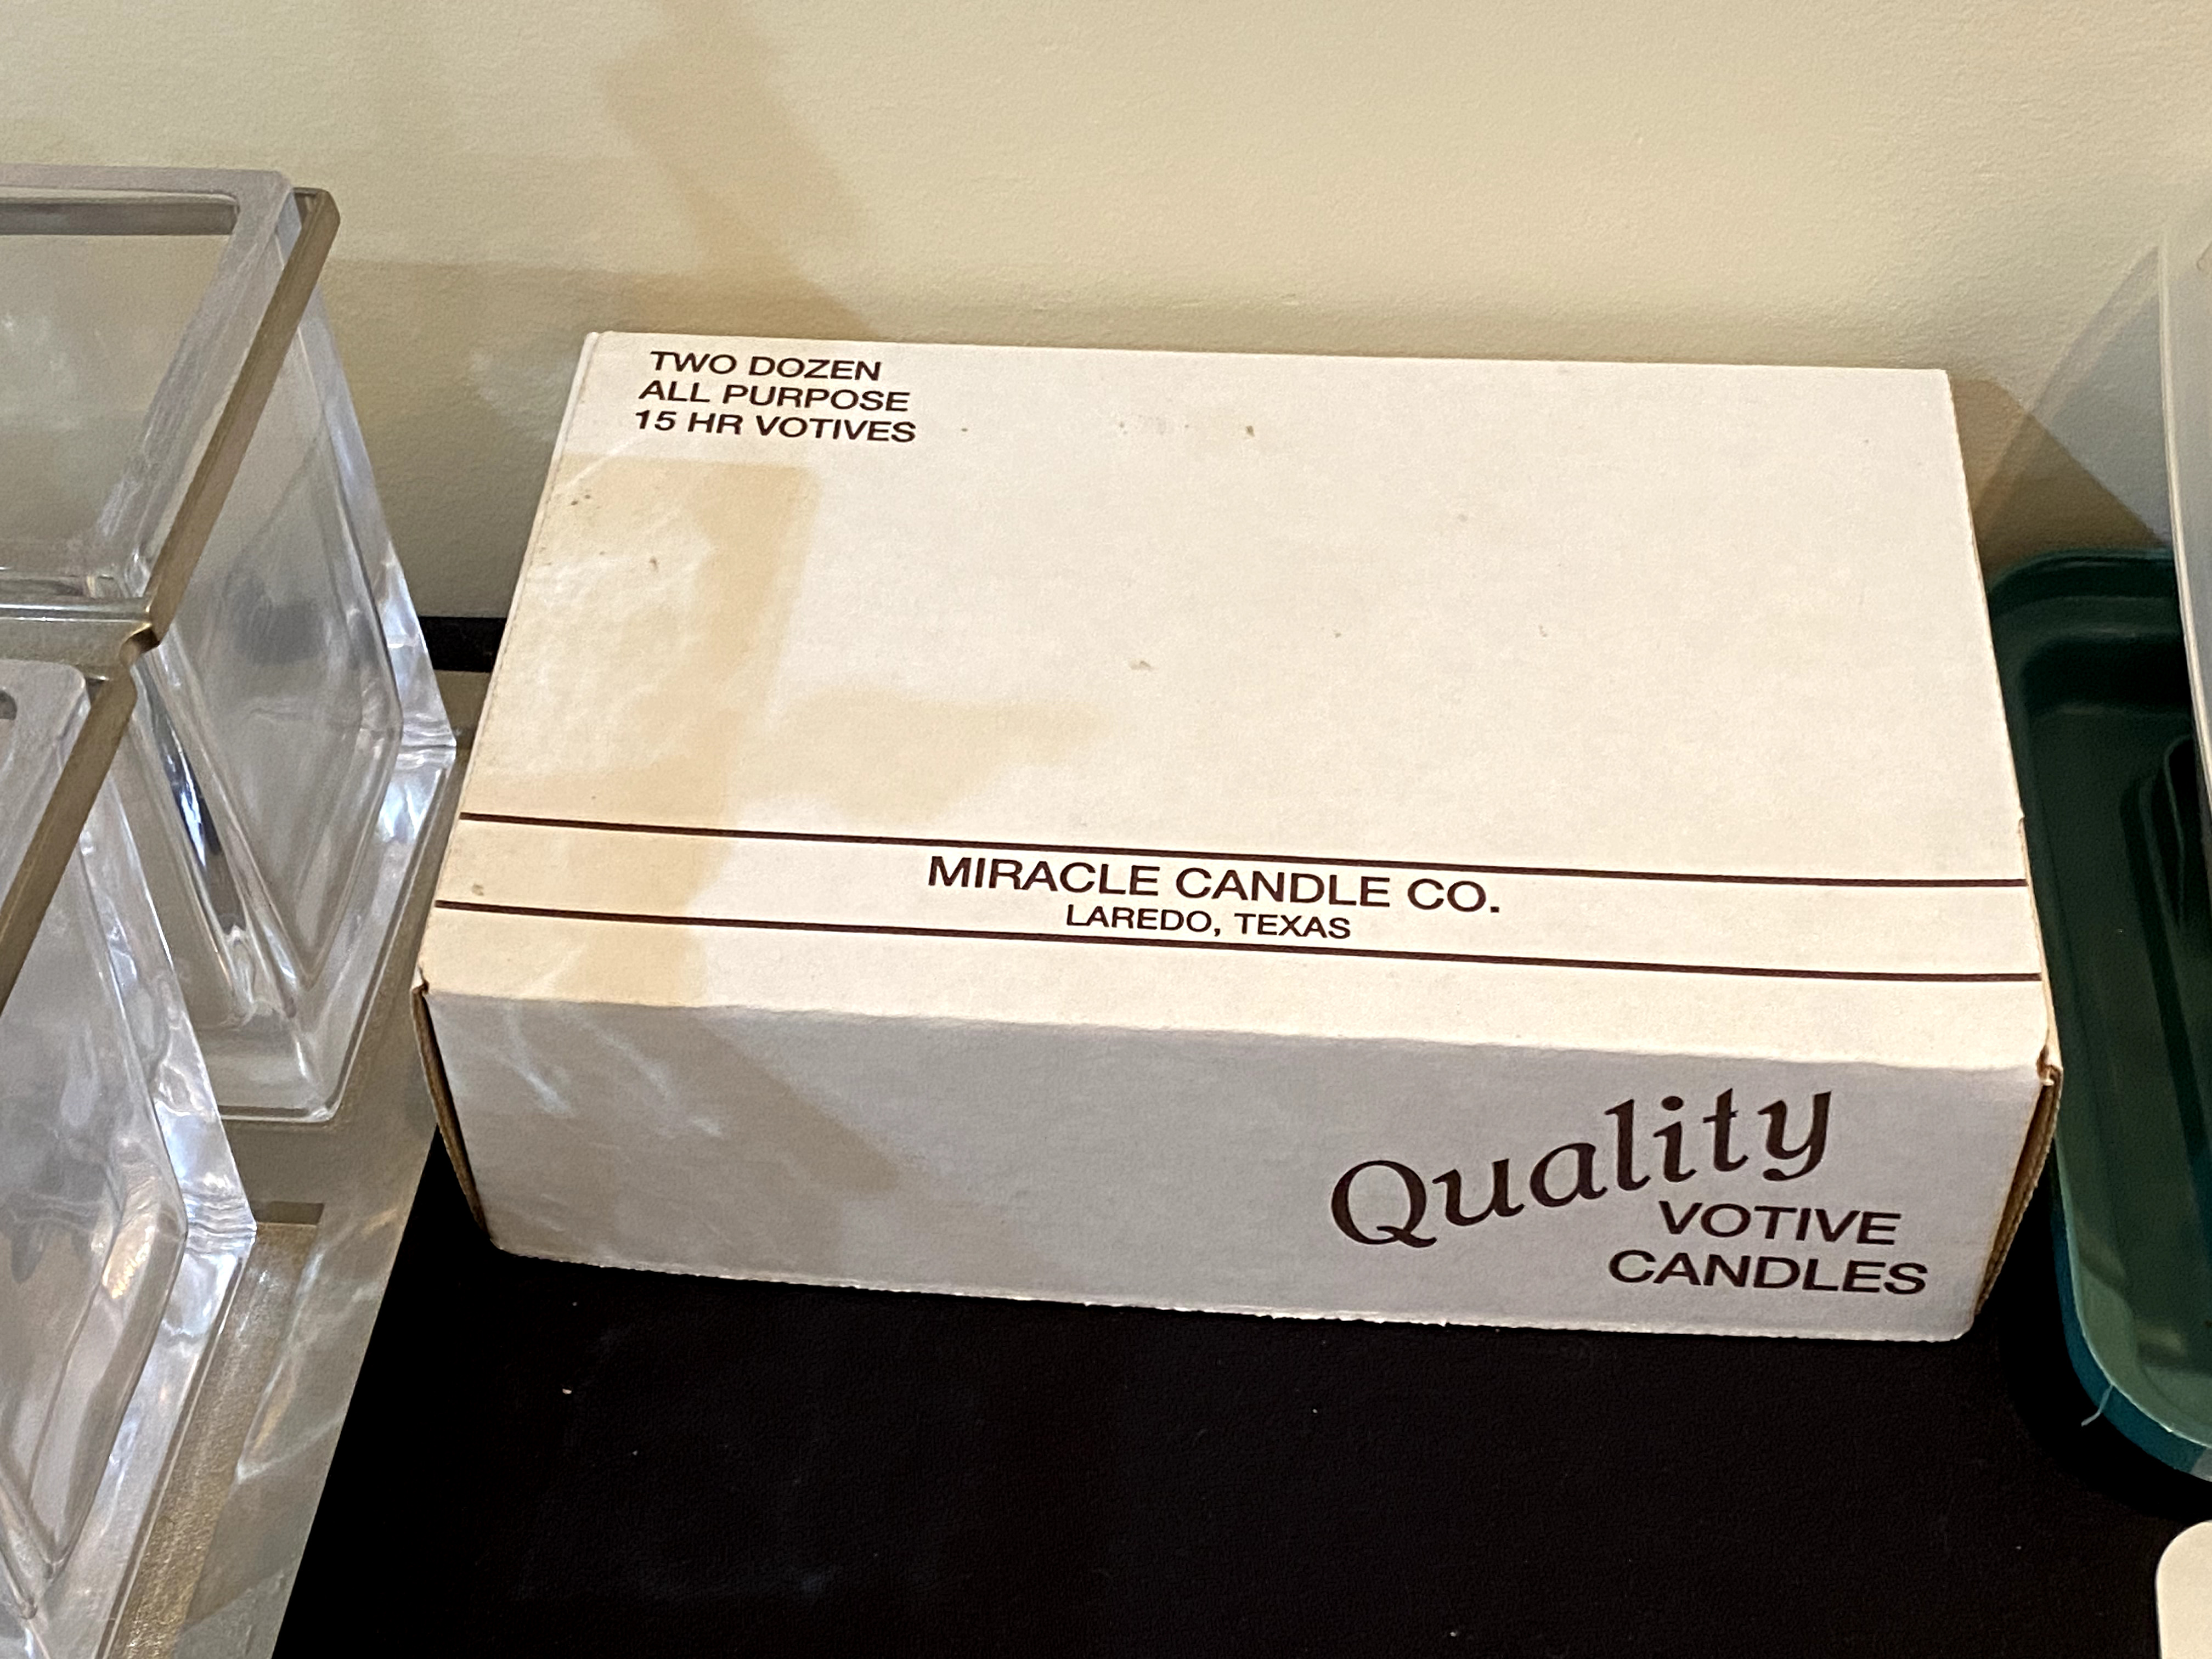 TWO DOZEN
ALL PURPOSE
15 HR VOTIVES
MIRACLE CANDLE CO.
LAREDO, TEXAS
Quality
VOTIVE
CANDLES